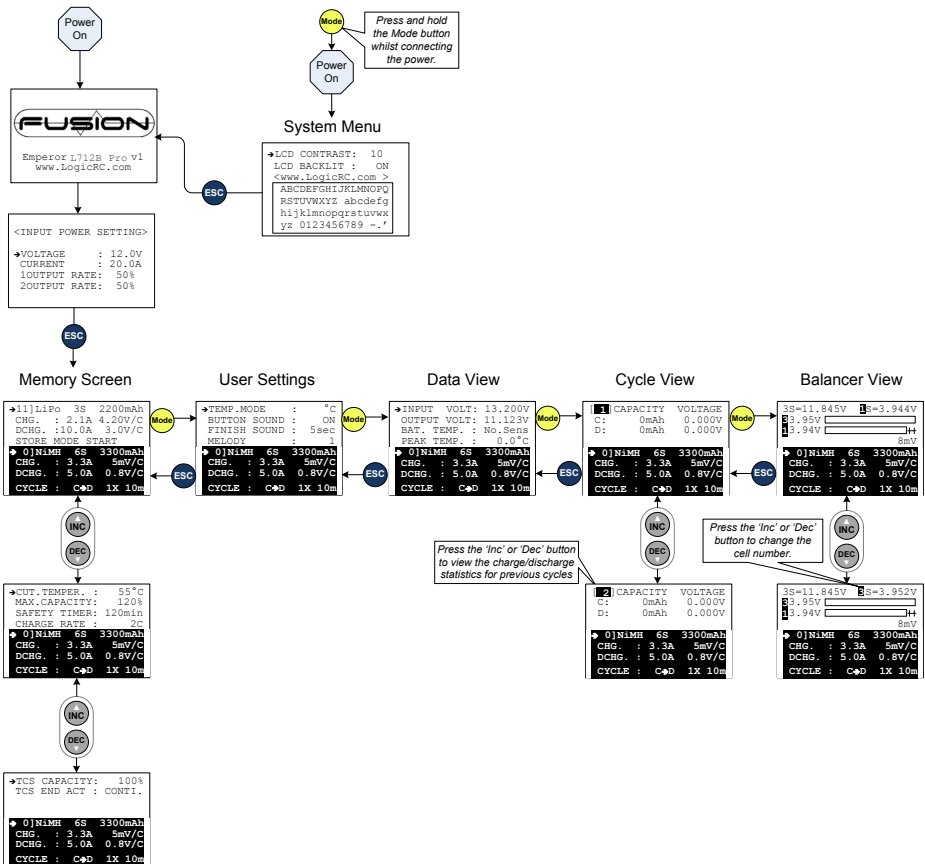 Power
On
Mode
Press and hold
the Mode button
whilst connecting
the power.
Power
On
FUSION
Emperor L712B Pro v1
www.LogicRC.com
System Menu
➔LCD CONTRAST: 10
LCD BACKLIT : ON
<www.LogicRC.com >
ABCDEFGHIJKLMNOPQ
RSTUVWXYZ abcdefg
hijklmnopqrstuvwx
yz 0123456789 -.’
ESC
<INPUT POWER SETTING>
➔VOLTAGE : 12.0V
CURRENT : 20.0A
1OUTPUT RATE: 50%
2OUTPUT RATE: 50%
ESC
Memory Screen
➔11]LiPo 3S 2200mAh
CHG. : 2.1A 4.20V/C
DCHG. :10.0A 3.0V/C
STORE MODE START
➔ 0]NiMH 6S 3300mAh
CHG. : 3.3A 5mV/C
DCHG. : 5.0A 0.8V/C
CYCLE : C➔D 1X 10m
Mode
ESC
User Settings
➔TEMP.MODE : °C
BUTTON SOUND : ON
FINISH SOUND : 5sec
MELODY : 1
➔ 0]NiMH 6S 3300mAh
CHG. : 3.3A 5mV/C
DCHG. : 5.0A 0.8V/C
CYCLE : C➔D 1X 10m
Mode
ESC
Data View
➔INPUT VOLT: 13.200V
OUTPUT VOLT: 11.123V
BAT. TEMP. : No.Sens
PEAK TEMP. : 0.0°C
➔ 0]NiMH 6S 3300mAh
CHG. : 3.3A 5mV/C
DCHG. : 5.0A 0.8V/C
CYCLE : C➔D 1X 10m
Mode
ESC
Cycle View
[ 1 ]CAPACITY VOLTAGE
C: 0mAh 0.000V
D: 0mAh 0.000V
➔ 0]NiMH 6S 3300mAh
CHG. : 3.3A 5mV/C
DCHG. : 5.0A 0.8V/C
CYCLE : C➔D 1X 10m
Mode
ESC
Balancer View
3S=11.845V 1S=3.944V
3 3.95V
1 3.94V
8mV
➔ 0]NiMH 6S 3300mAh
CHG. : 3.3A 5mV/C
DCHG. : 5.0A 0.8V/C
CYCLE : C➔D 1X 10m
INC
DEC
INC
DEC
INC
DEC
Press the ‘Inc’ or ‘Dec’ button
to view the charge/discharge
statistics for previous cycles
Press the ‘Inc’ or ‘Dec’
button to change the
cell number.
➔CUT.TEMPER. : 55°C
MAX.CAPACITY: 120%
SAFETY TIMER: 120min
CHARGE RATE : 2C
➔ 0]NiMH 6S 3300mAh
CHG. : 3.3A 5mV/C
DCHG. : 5.0A 0.8V/C
CYCLE : C➔D 1X 10m
[ 2 ]CAPACITY VOLTAGE
C: 0mAh 0.000V
D: 0mAh 0.000V
➔ 0]NiMH 6S 3300mAh
CHG. : 3.3A 5mV/C
DCHG. : 5.0A 0.8V/C
CYCLE : C➔D 1X 10m
3S=11.845V 3S=3.952V
3 3.95V
1 3.94V
8mV
➔ 0]NiMH 6S 3300mAh
CHG. : 3.3A 5mV/C
DCHG. : 5.0A 0.8V/C
CYCLE : C➔D 1X 10m
INC
DEC
➔TCS CAPACITY: 100%
TCS END ACT : CONTI.
➔ 0]NiMH 6S 3300mAh
CHG. : 3.3A 5mV/C
DCHG. : 5.0A 0.8V/C
CYCLE : C➔D 1X 10m